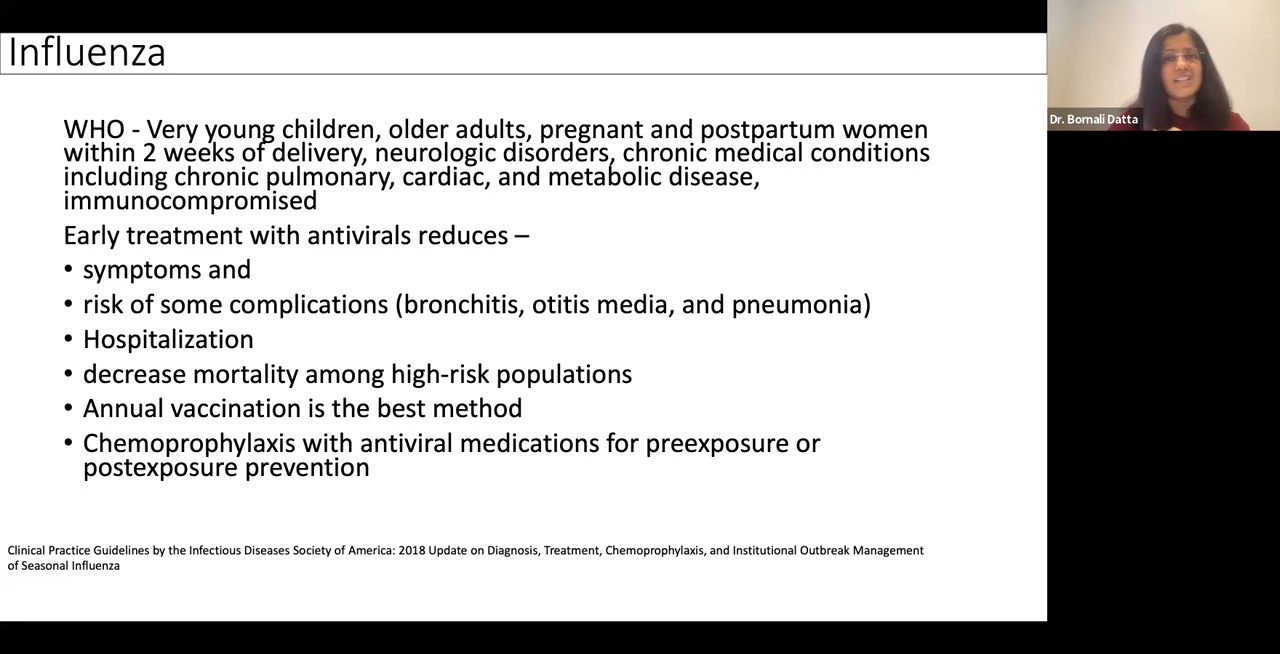 Influenza
WHO - Very young children, older adults, pregnant and postpartum women
within 2 weeks of delivery, neurologic disorders, chronic medical conditions
including chronic pulmonary, cardiac, and metabolic disease,
immunocompromised
Early treatment with antivirals reduces –
• symptoms and
• risk of some complications (bronchitis, otitis media, and pneumonia)
• Hospitalization
• decrease mortality among high-risk populations
• Annual vaccination is the best method
• Chemoprophylaxis with antiviral medications for preexposure or
postexposure prevention
Clinical Practice Guidelines by the Infectious Diseases Society of America: 2018 Update on Diagnosis, Treatment, Chemoprophylaxis, and Institutional Outbreak Management
of Seasonal Influenza
Dr. Bornali Datta